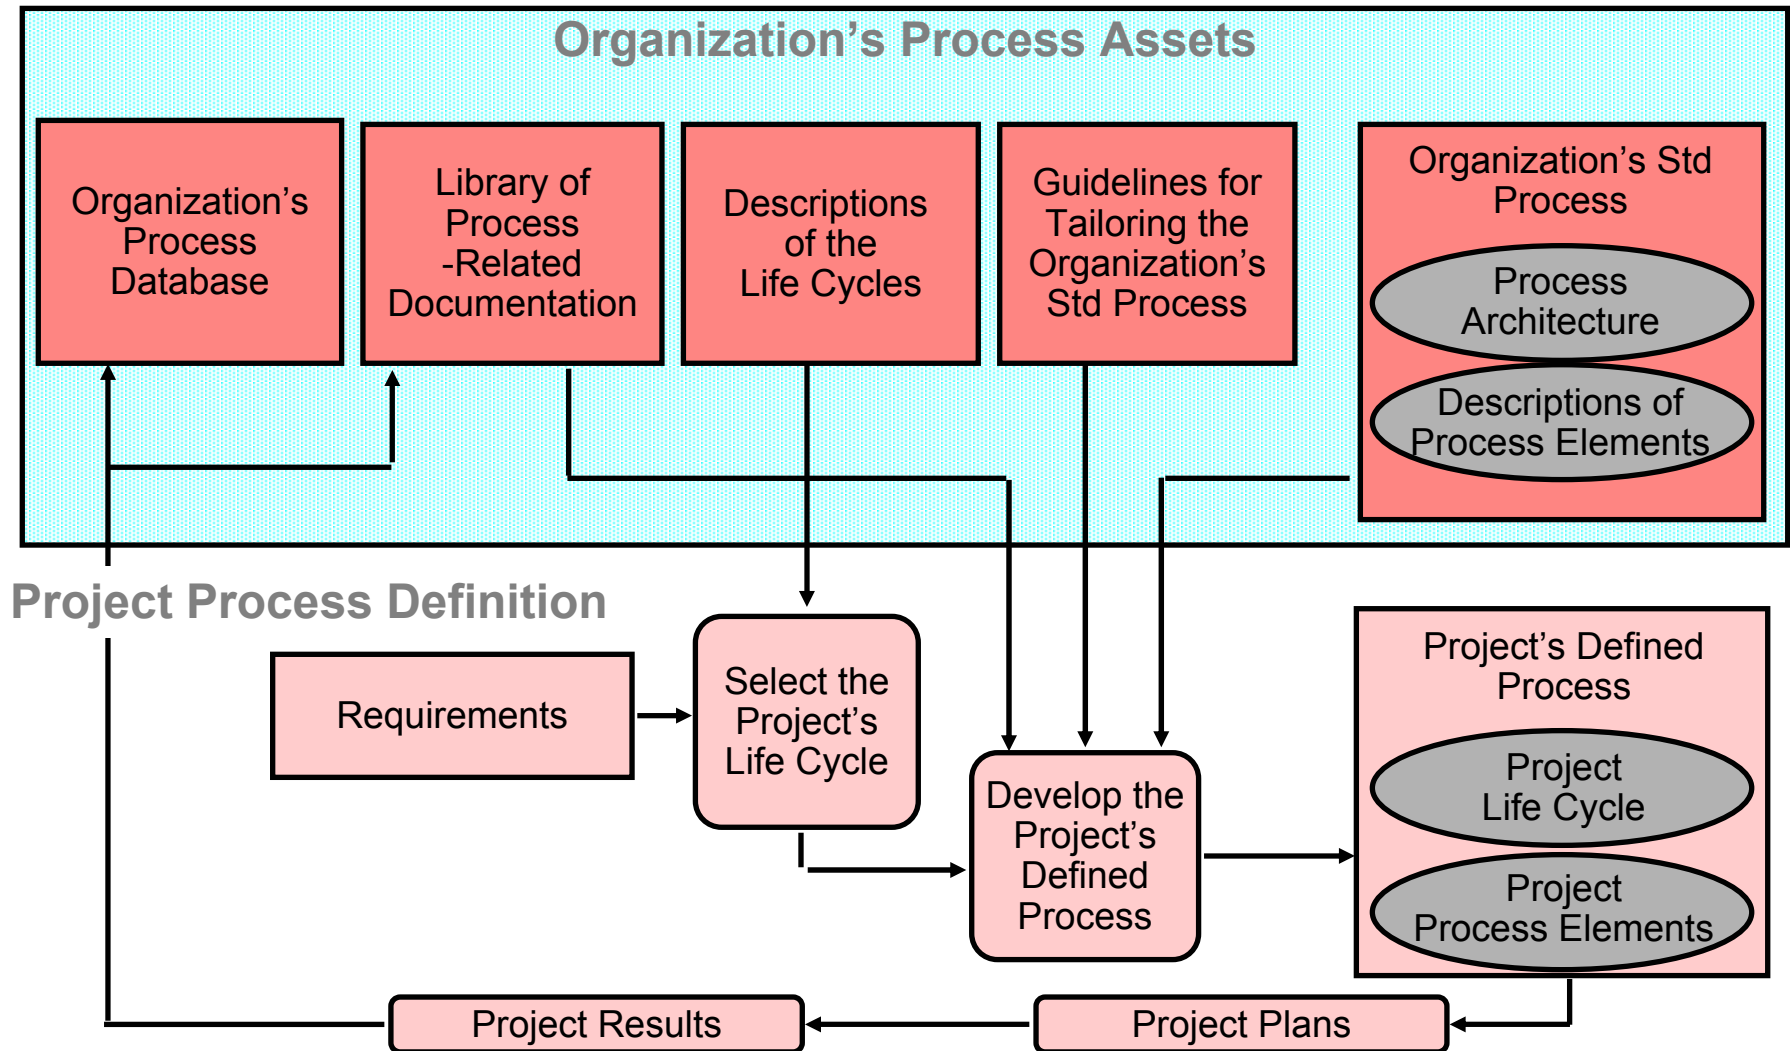 Organization’s Process Assets
Organization’s
Process
Database
Library of
Process
-Related
Documentation
Descriptions
of the
Life Cycles
Guidelines for
Tailoring the
Organization’s
Std Process
Organization’s Std
Process
Process
Architecture
Descriptions of
Process Elements
Project Process Definition
Requirements
Select the
Project’s
Life Cycle
Develop the
Project’s
Defined
Process
Project’s Defined
Process
Project
Life Cycle
Project
Process Elements
Project Results
Project Plans